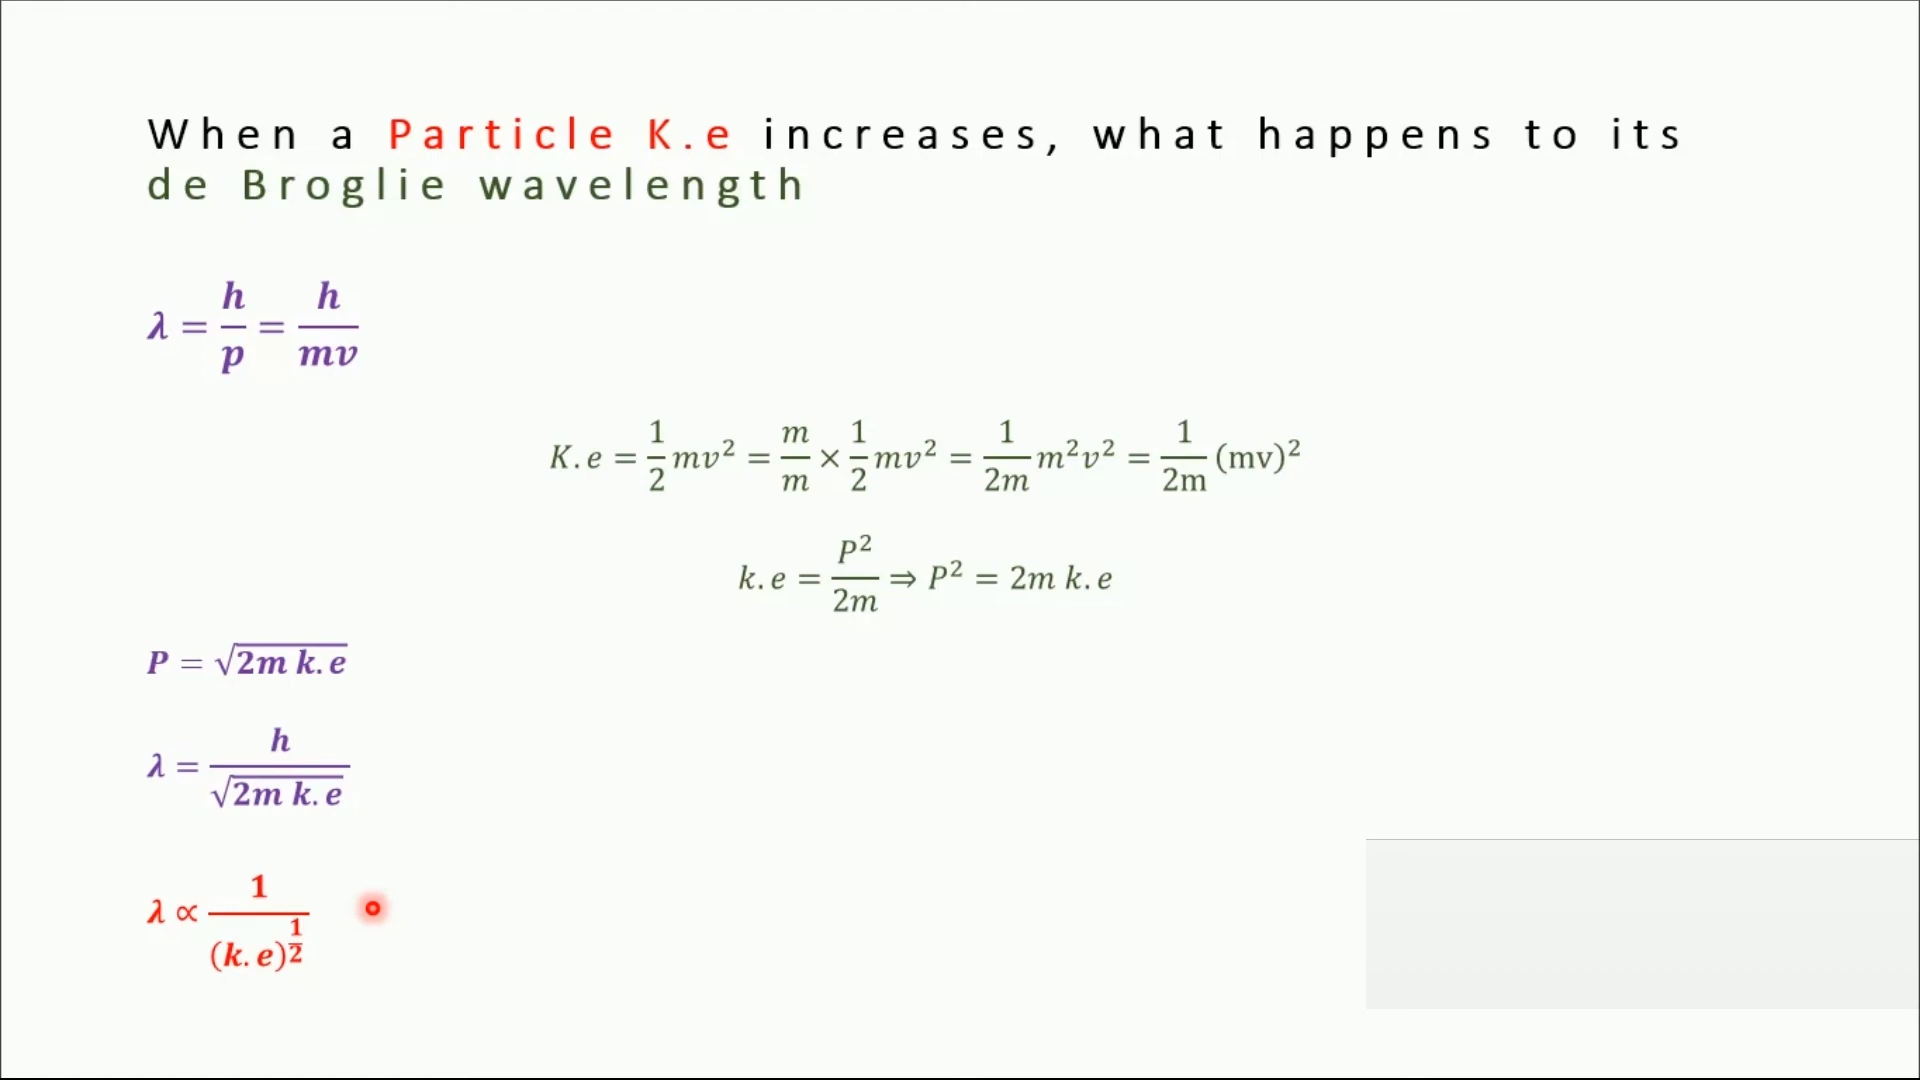 When a Particle K.e increases, what happens to its
de Broglie wavelength
λ = h/p = h/mv
K.e = 1/2 mv² = m/m × 1/2 mv² = 1/2m m²v² = 1/2m (mv)²
k.e = P²/2m ⇒ P² = 2m k.e
P = √(2m k.e)
λ = h/√(2m k.e)
λ ∝ 1/(k.e)^(1/2)